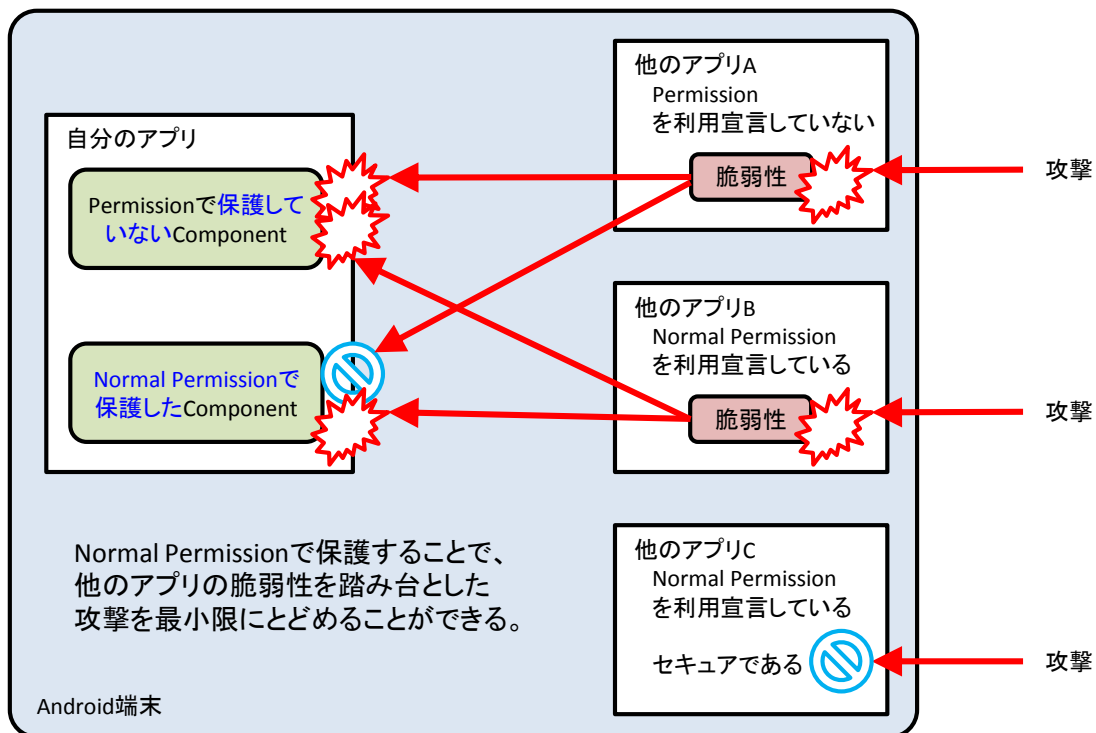 自分のアプリ
Permissionで保護して
いないComponent
Normal Permissionで
保護したComponent
他のアプリA
Permission
を利用宣言していない
脆弱性
攻撃
他のアプリB
Normal Permission
を利用宣言している
脆弱性
攻撃
他のアプリC
Normal Permission
を利用宣言している
セキュアである
攻撃
Normal Permissionで保護することで、
他のアプリの脆弱性を踏み台とした
攻撃を最小限にとどめることができる。
Android端末